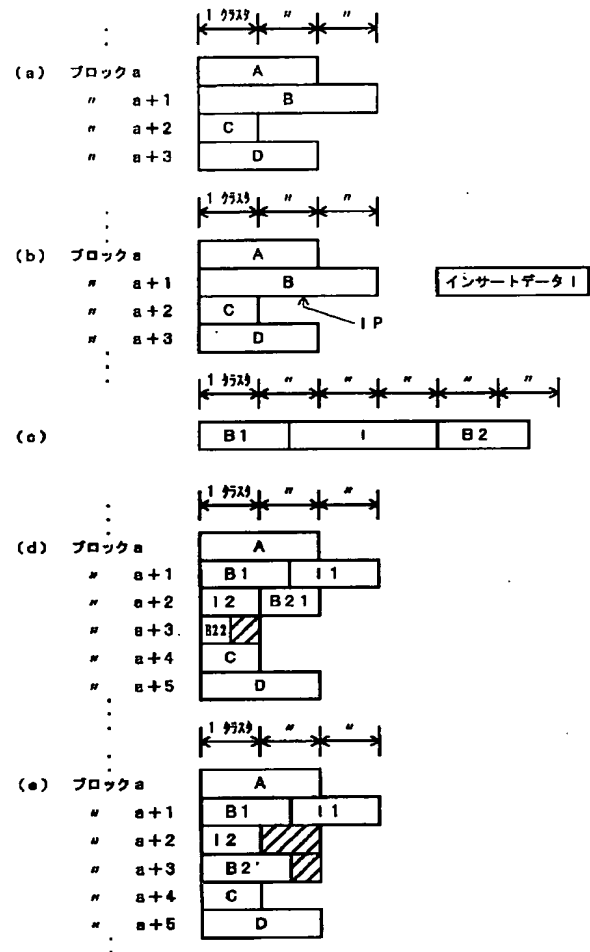 1 クラスタ 〃 〃
(a) ブロック a A
〃 a+1 B
〃 a+2 C
〃 a+3 D
1 クラスタ 〃 〃
(b) ブロック a A
〃 a+1 B インサートデータ I
〃 a+2 C IP
〃 a+3 D
1 クラスタ 〃 〃 〃 〃 〃
(c) B1 I B2
1 クラスタ 〃 〃
(d) ブロック a A
〃 a+1 B1 I1
〃 a+2 I2 B21
〃 a+3 B22
〃 a+4 C
〃 a+5 D
1 クラスタ 〃 〃
(e) ブロック a A
〃 a+1 B1 I1
〃 a+2 I2
〃 a+3 B2'
〃 a+4 C
〃 a+5 D